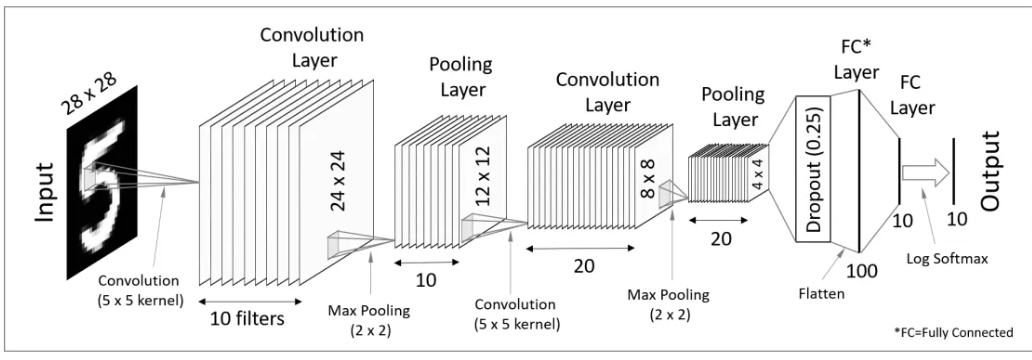 Input
28 x 28
Convolution
(5 x 5 kernel)
Convolution
Layer
24 x 24
10 filters
Max Pooling
(2 x 2)
Pooling
Layer
12 x 12
10
Convolution
(5 x 5 kernel)
Convolution
Layer
8 x 8
20
Max Pooling
(2 x 2)
Pooling
Layer
4 x 4
20
Dropout (0.25)
Flatten
FC*
Layer
100
FC
Layer
10
Log Softmax
10
Output
*FC=Fully Connected